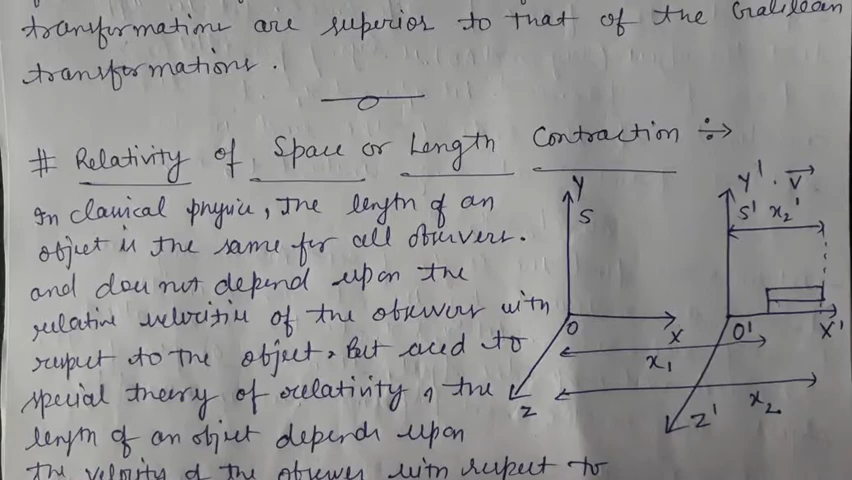 transformations are superior to that of the Galilean
transformations.
# Relativity of Space or Length Contraction ÷→
In classical physics, the length of an
object is the same for all observers.
and does not depend upon the
relative velocities of the observers with
respect to the object. But accd to
special theory of relativity, the
length of an object depends upon
the velocity of the observer with respect to
Y
S
O
X
Z
Y' . V→
S' x₂'
O'
X'
Z'
x₁
x₂